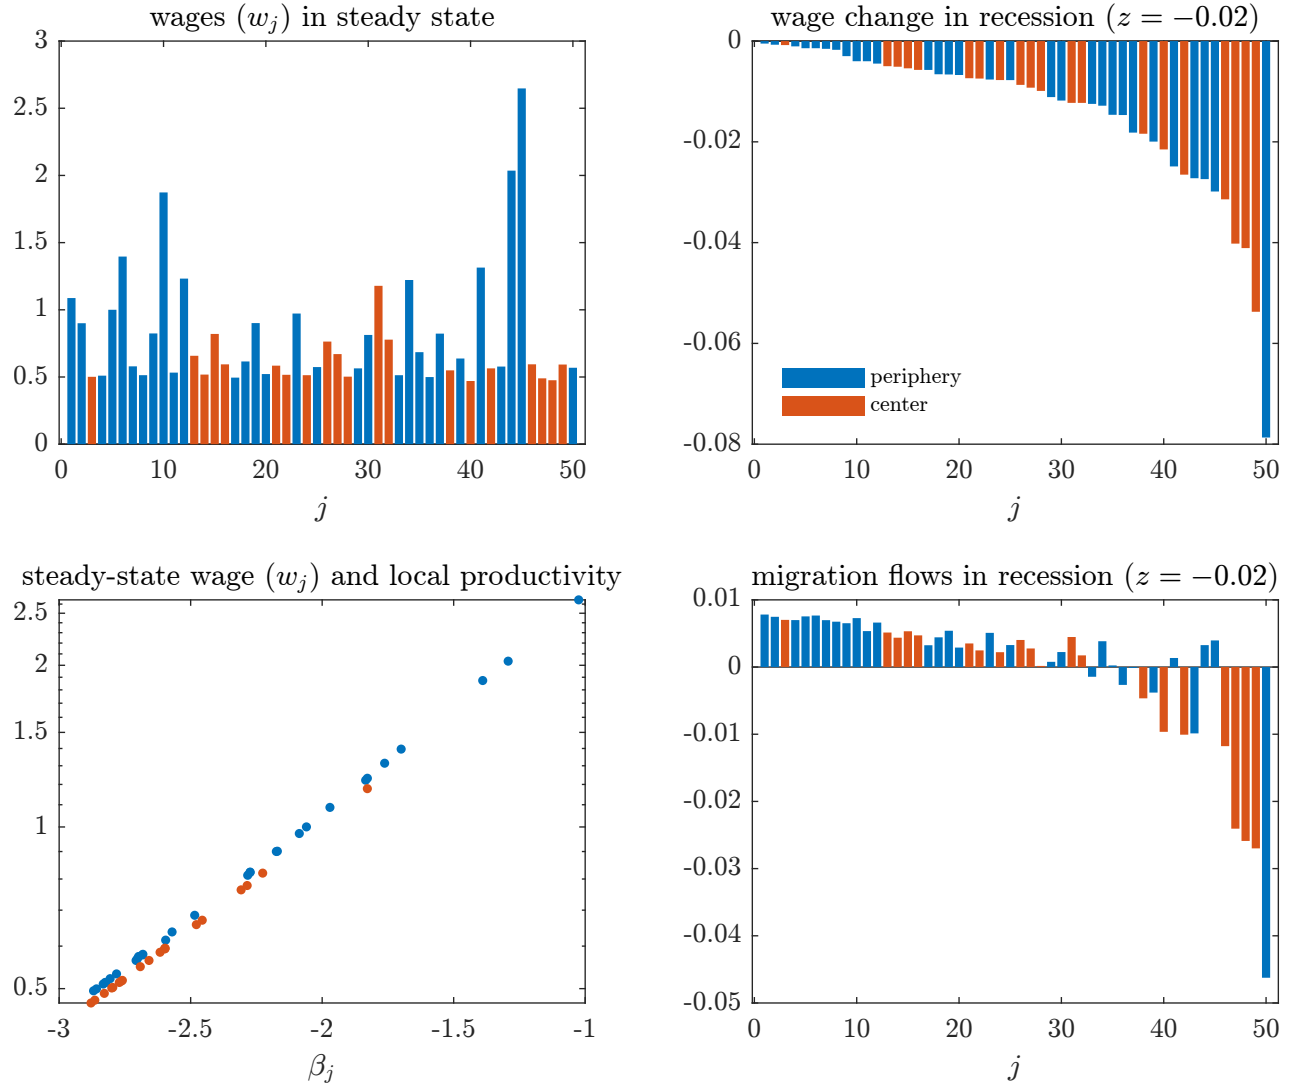 wages (w_j) in steady state
3
2.5
2
1.5
1
0.5
0
0 10 20 30 40 50
j
wage change in recession (z = −0.02)
0
-0.02
-0.04
-0.06
-0.08
periphery
center
0 10 20 30 40 50
j
steady-state wage (w_j) and local productivity
2.5
2
1.5
1
0.5
-3 -2.5 -2 -1.5 -1
β_j
migration flows in recession (z = −0.02)
0.01
0
-0.01
-0.02
-0.03
-0.04
-0.05
0 10 20 30 40 50
j